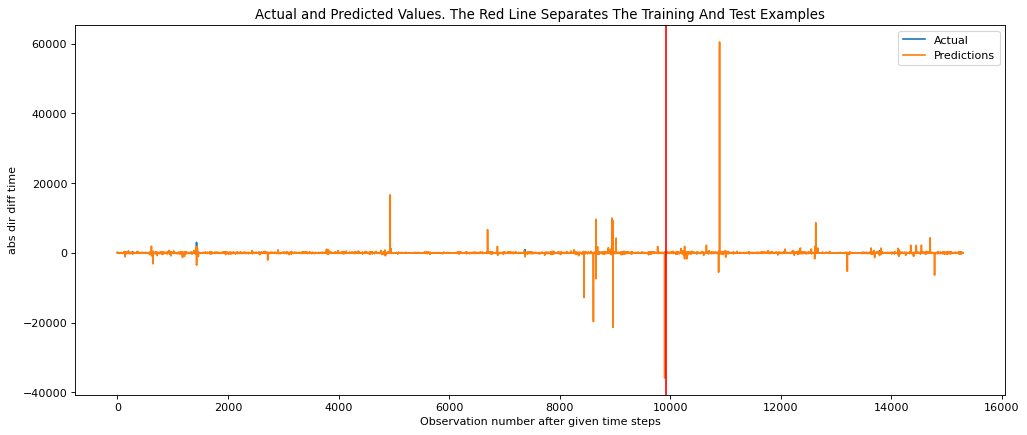 Actual and Predicted Values. The Red Line Separates The Training And Test Examples
Actual
Predictions
60000
40000
20000
0
−20000
−40000
abs dir diff time
0 2000 4000 6000 8000 10000 12000 14000 16000
Observation number after given time steps